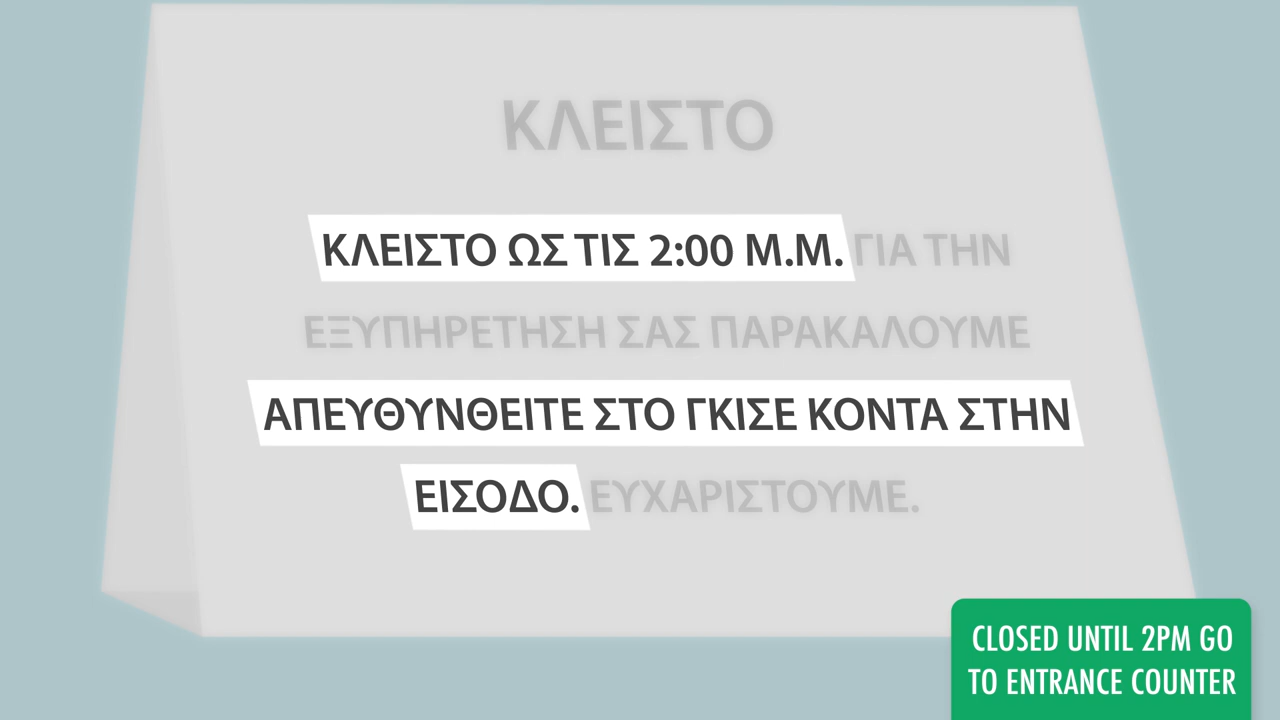 ΚΛΕΙΣΤΟ
ΚΛΕΙΣΤΟ ΩΣ ΤΙΣ 2:00 Μ.Μ. ΓΙΑ ΤΗΝ
ΕΞΥΠΗΡΕΤΗΣΗ ΣΑΣ ΠΑΡΑΚΑΛΟΥΜΕ
ΑΠΕΥΘΥΝΘΕΙΤΕ ΣΤΟ ΓΚΙΣΕ ΚΟΝΤΑ ΣΤΗΝ
ΕΙΣΟΔΟ. ΕΥΧΑΡΙΣΤΟΥΜΕ.
CLOSED UNTIL 2PM GO
TO ENTRANCE COUNTER